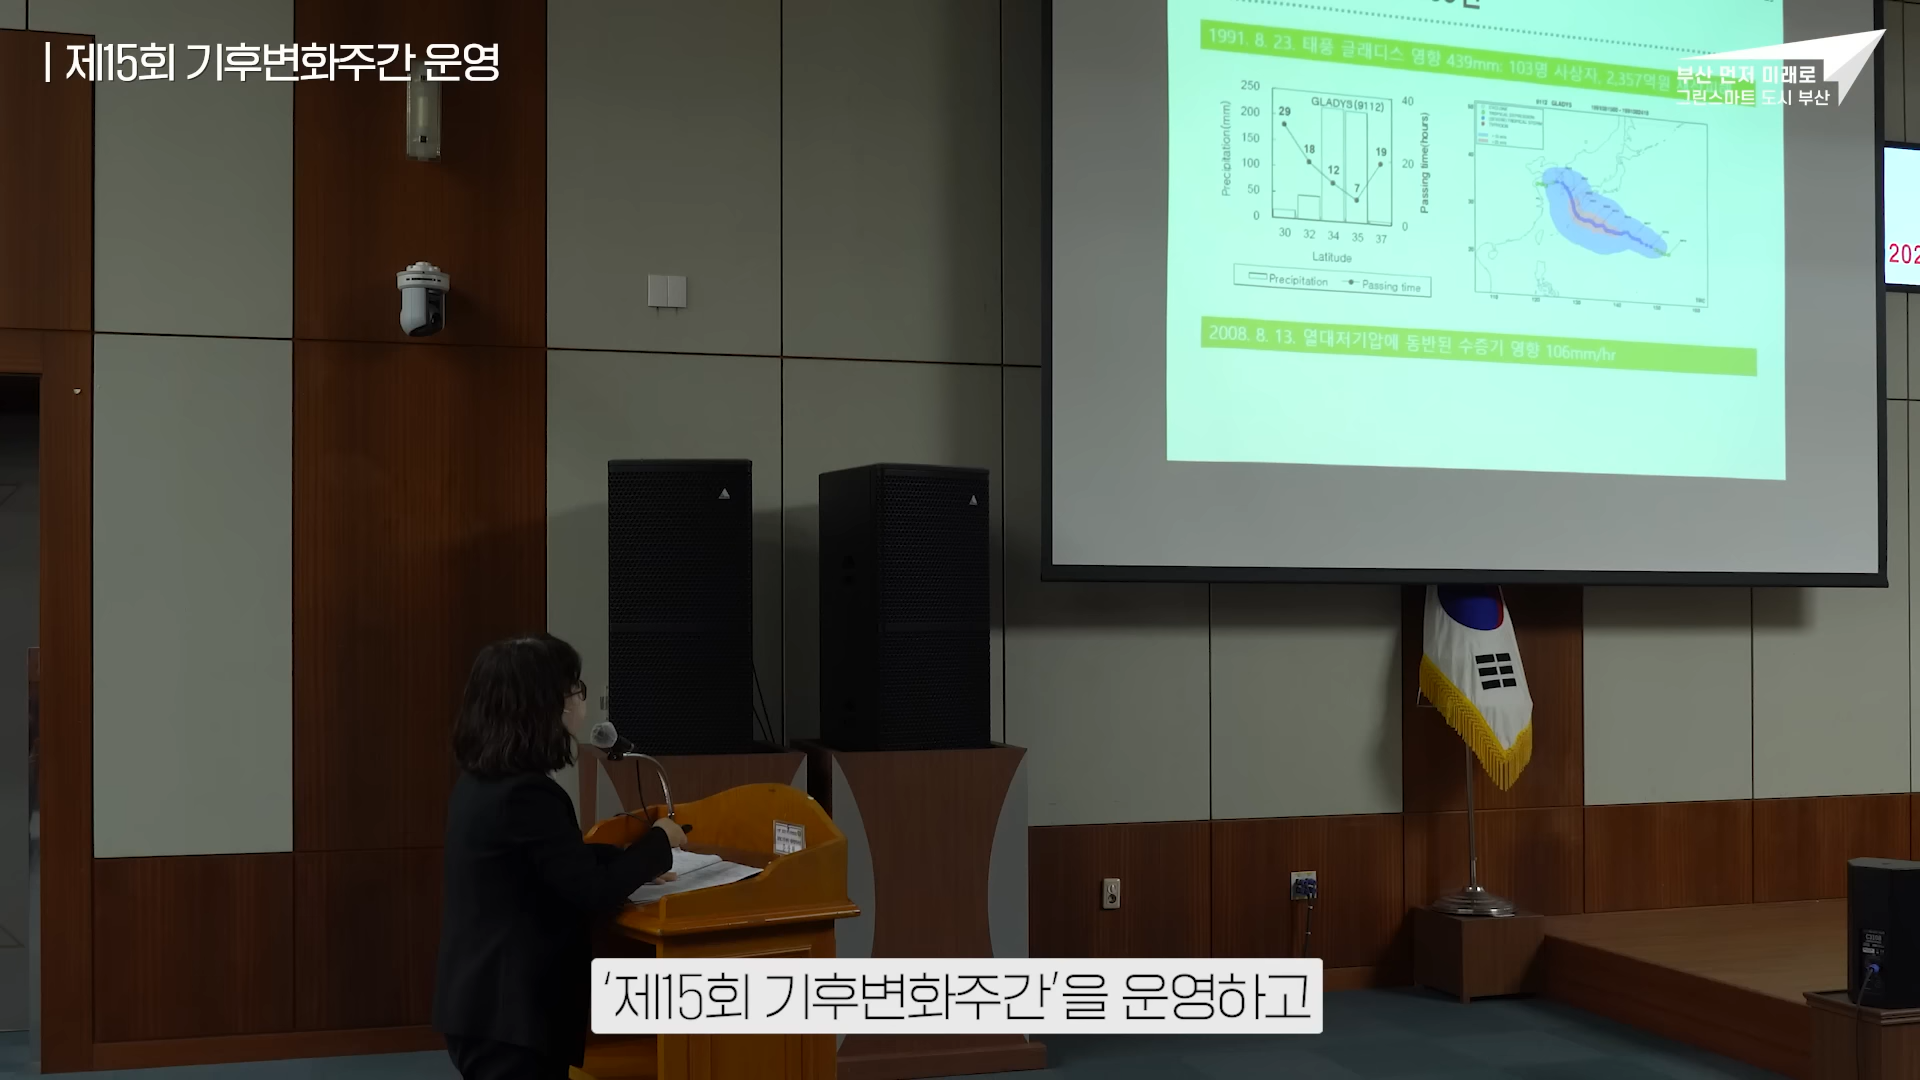 제15회 기후변화주간 운영
부산 먼저 미래로
그린스마트 도시 부산
1991. 8. 23. 태풍 글래디스 영향 439mm: 103명 사상자, 2,357억원
GLADYS(9112)
Precipitation(mm)
250
200
150
100
50
0
29
18
12
7
19
40
20
0
Passing time(hours)
30 32 34 35 37
Latitude
Precipitation Passing time
9112 GLADYS
2008. 8. 13. 열대저기압에 동반된 수증기 영향 106mm/hr
202
'제15회 기후변화주간'을 운영하고